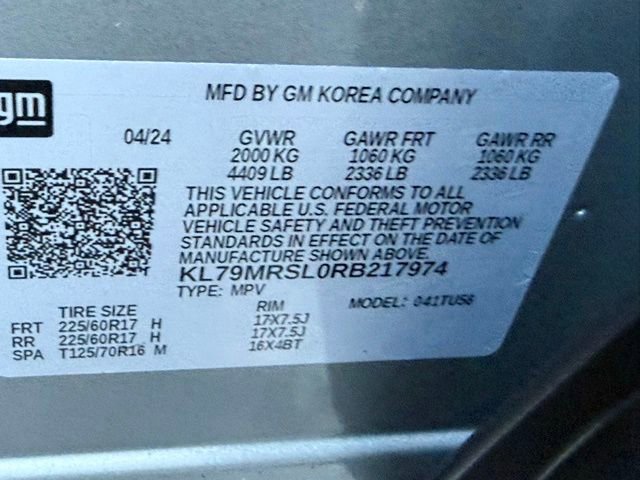 gm
MFD BY GM KOREA COMPANY
04/24 GVWR GAWR FRT GAWR RR
2000 KG 1060 KG 1060 KG
4409 LB 2336 LB 2336 LB
THIS VEHICLE CONFORMS TO ALL
APPLICABLE U.S. FEDERAL MOTOR
VEHICLE SAFETY AND THEFT PREVENTION
STANDARDS IN EFFECT ON THE DATE OF
MANUFACTURE SHOWN ABOVE.
KL79MRSL0RB217974
TYPE: MPV MODEL: 041TUS6
TIRE SIZE RIM
FRT 225/60R17 H 17X7.5J
RR 225/60R17 H 17X7.5J
SPA T125/70R16 M 16X4BT